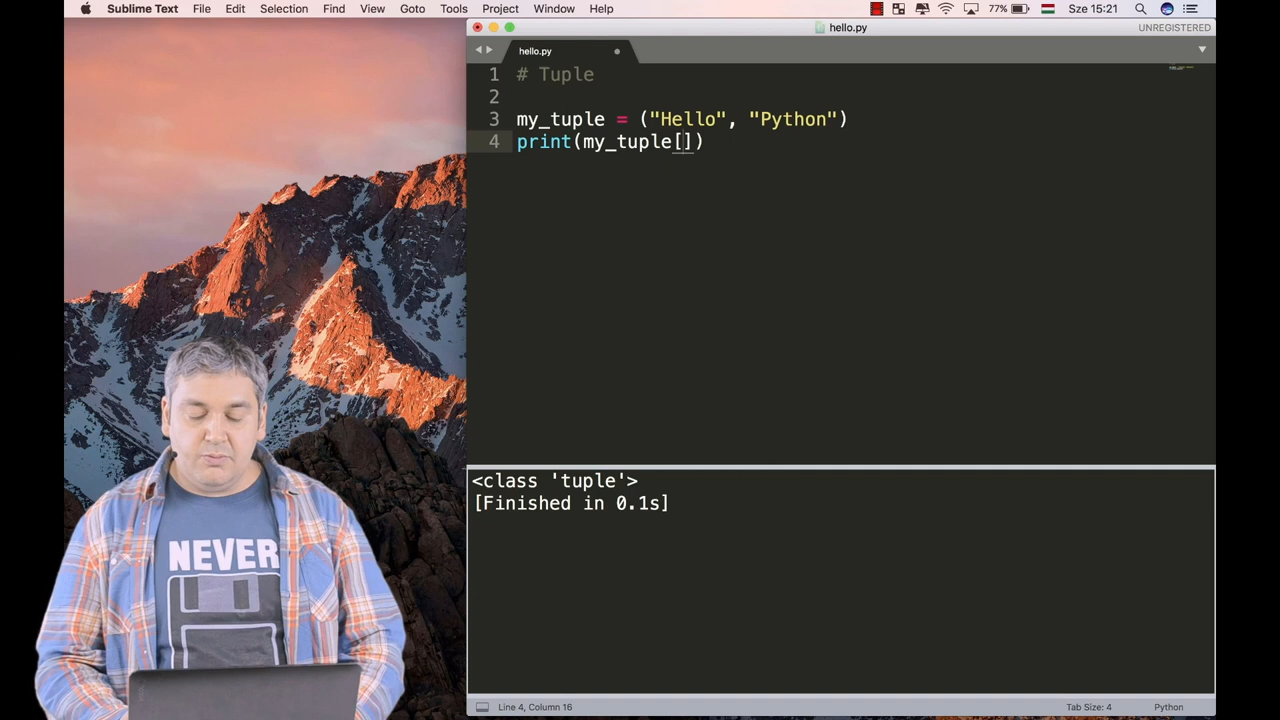 Sublime Text File Edit Selection Find View Goto Tools Project Window Help 77% Sze 15:21
hello.py UNREGISTERED
hello.py
1 # Tuple
2
3 my_tuple = ("Hello", "Python")
4 print(my_tuple[])
<class 'tuple'>
[Finished in 0.1s]
NEVER
Line 4, Column 16 Tab Size: 4 Python